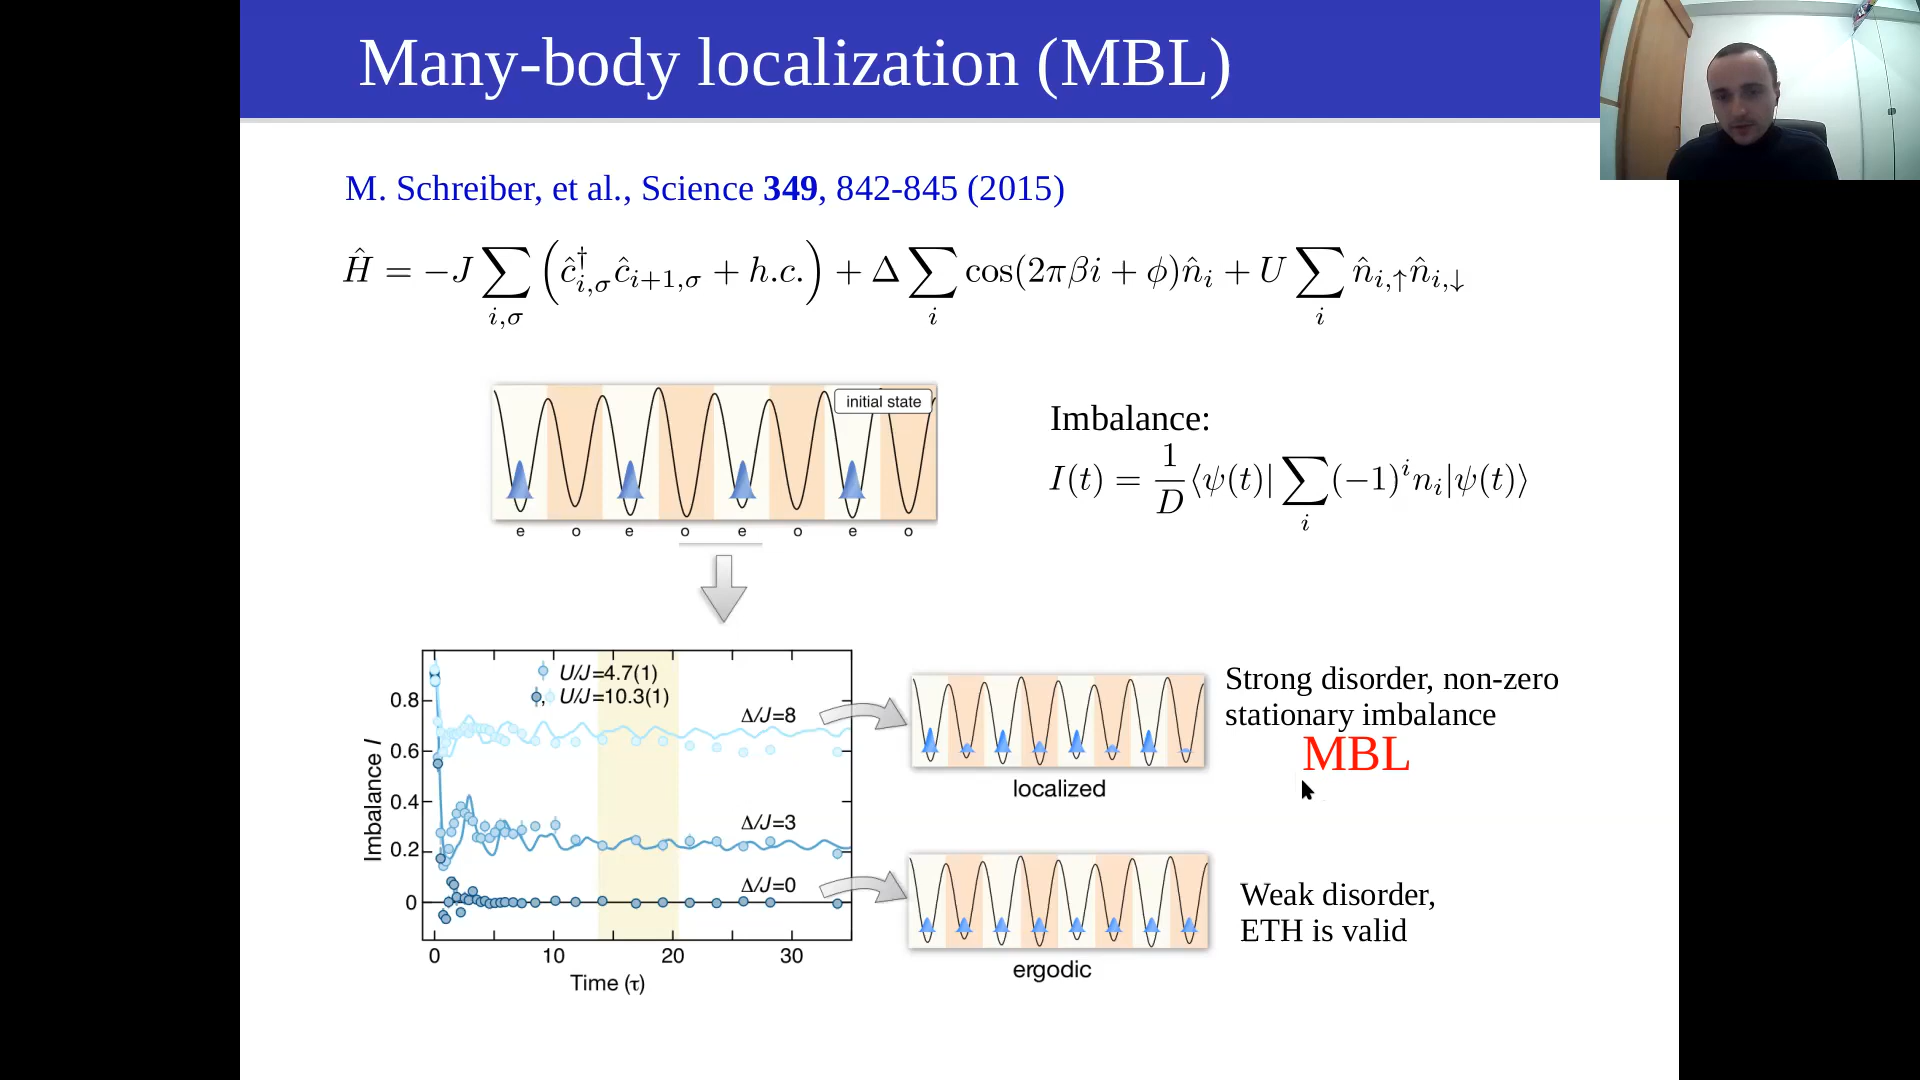 Many-body localization (MBL)
M. Schreiber, et al., Science 349, 842-845 (2015)
Ĥ = −J ∑_{i,σ} (ĉ†_{i,σ} ĉ_{i+1,σ} + h.c.) + Δ ∑_i cos(2πβi + ϕ)n̂_i + U ∑_i n̂_{i,↑} n̂_{i,↓}
initial state
e o e o e o e o
Imbalance:
I(t) = 1/D ⟨ψ(t)| ∑_i (−1)^i n_i |ψ(t)⟩
U/J=4.7(1)
U/J=10.3(1)
Δ/J=8
Δ/J=3
Δ/J=0
Imbalance I
0.8
0.6
0.4
0.2
0
0 10 20 30
Time (τ)
localized
Strong disorder, non-zero
stationary imbalance
MBL
ergodic
Weak disorder,
ETH is valid